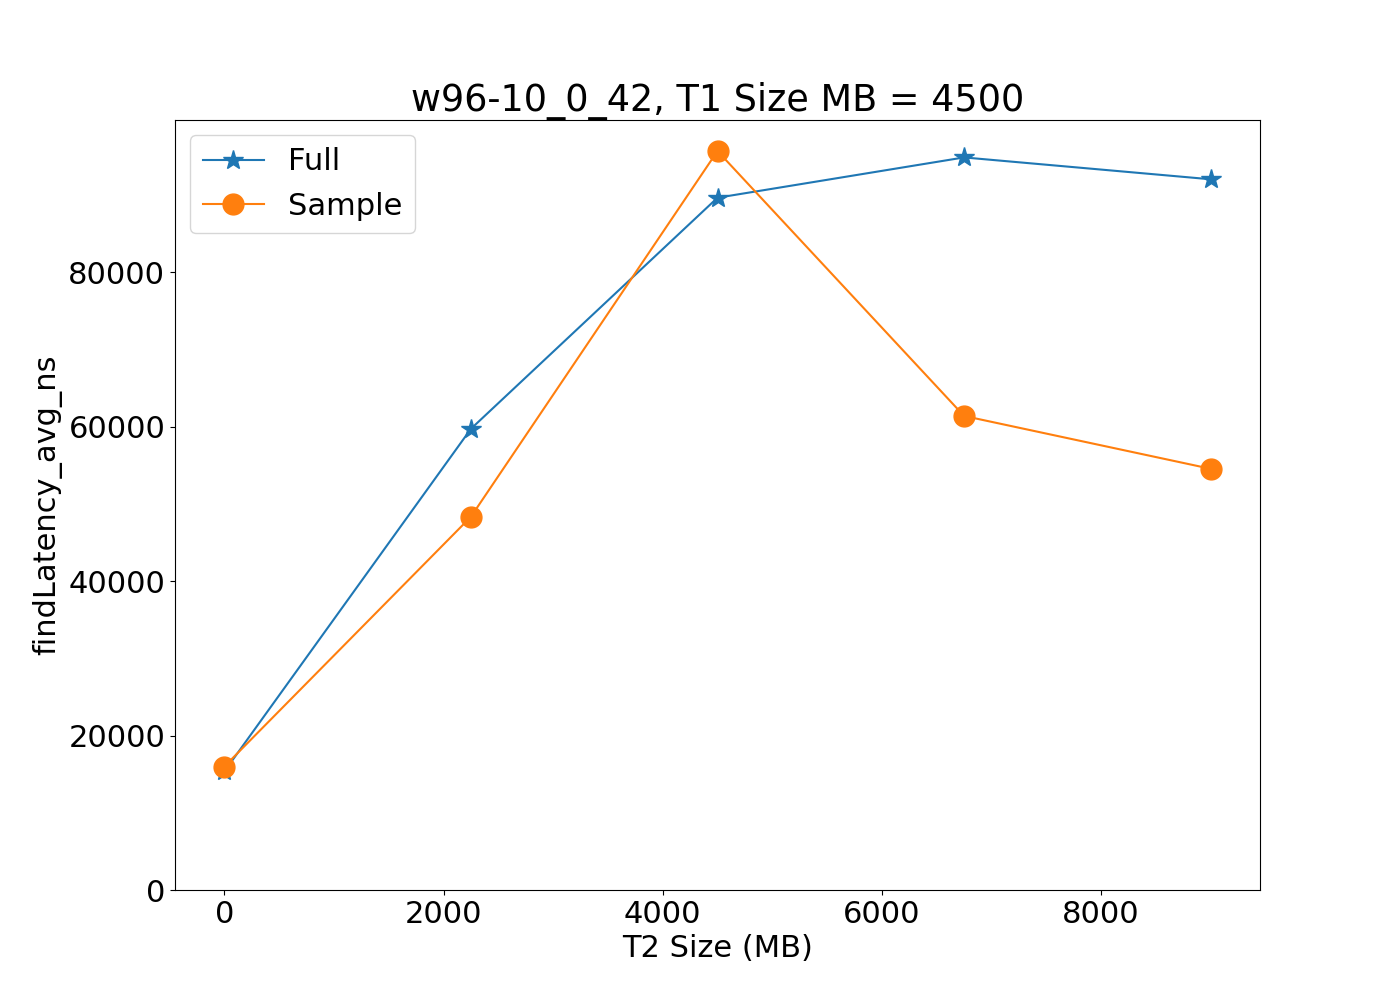 w96-10_0_42, T1 Size MB = 4500
Full
Sample
80000
60000
40000
20000
0
findLatency_avg_ns
0 2000 4000 6000 8000
T2 Size (MB)